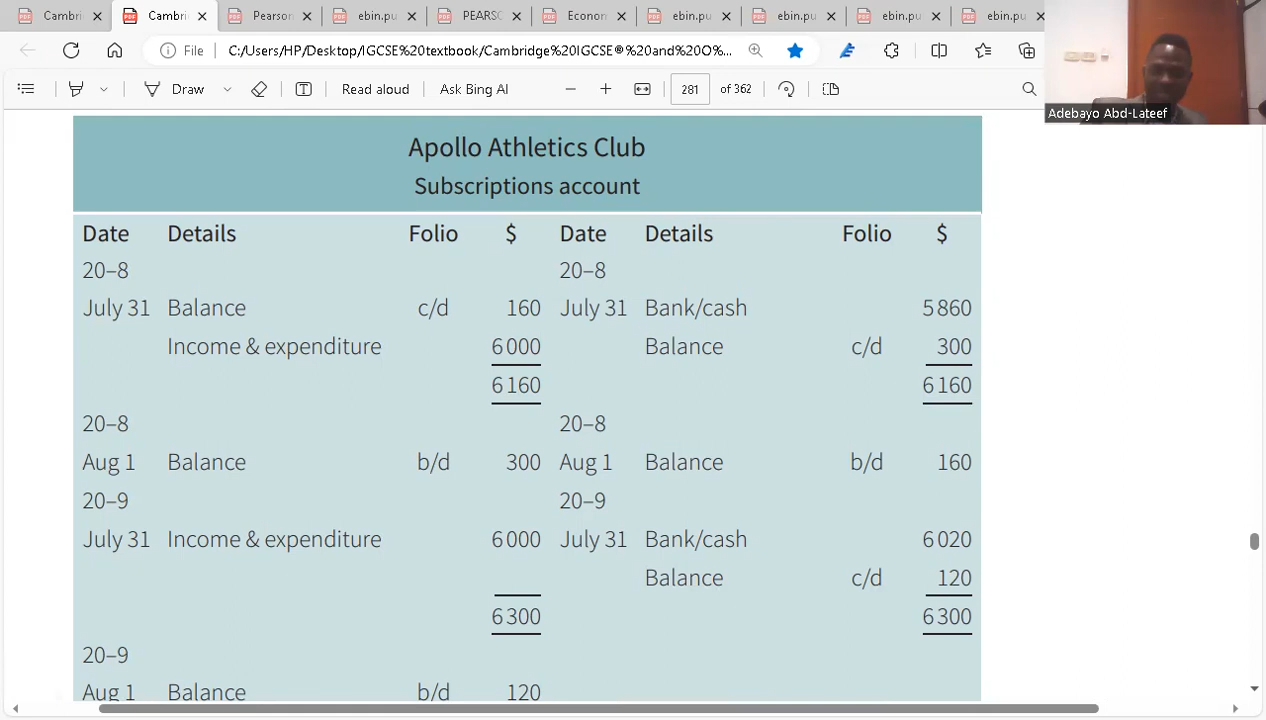 Cambri
Cambri
Pearson
ebin.pu
PEARSO
Econom
ebin.pu
ebin.pu
ebin.pu
ebin.pu
File C:/Users/HP/Desktop/IGCSE%20textbook/Cambridge%20IGCSE®%20and%20O%...
Draw Read aloud Ask Bing AI 281 of 362
Adebayo Abd-Lateef
Apollo Athletics Club
Subscriptions account
Date Details Folio $ Date Details Folio $
20–8 20–8
July 31 Balance c/d 160 July 31 Bank/cash 5 860
Income & expenditure 6 000 Balance c/d 300
6 160 6 160
20–8 20–8
Aug 1 Balance b/d 300 Aug 1 Balance b/d 160
20–9 20–9
July 31 Income & expenditure 6 000 July 31 Bank/cash 6 020
Balance c/d 120
6 300 6 300
20–9
Aug 1 Balance b/d 120